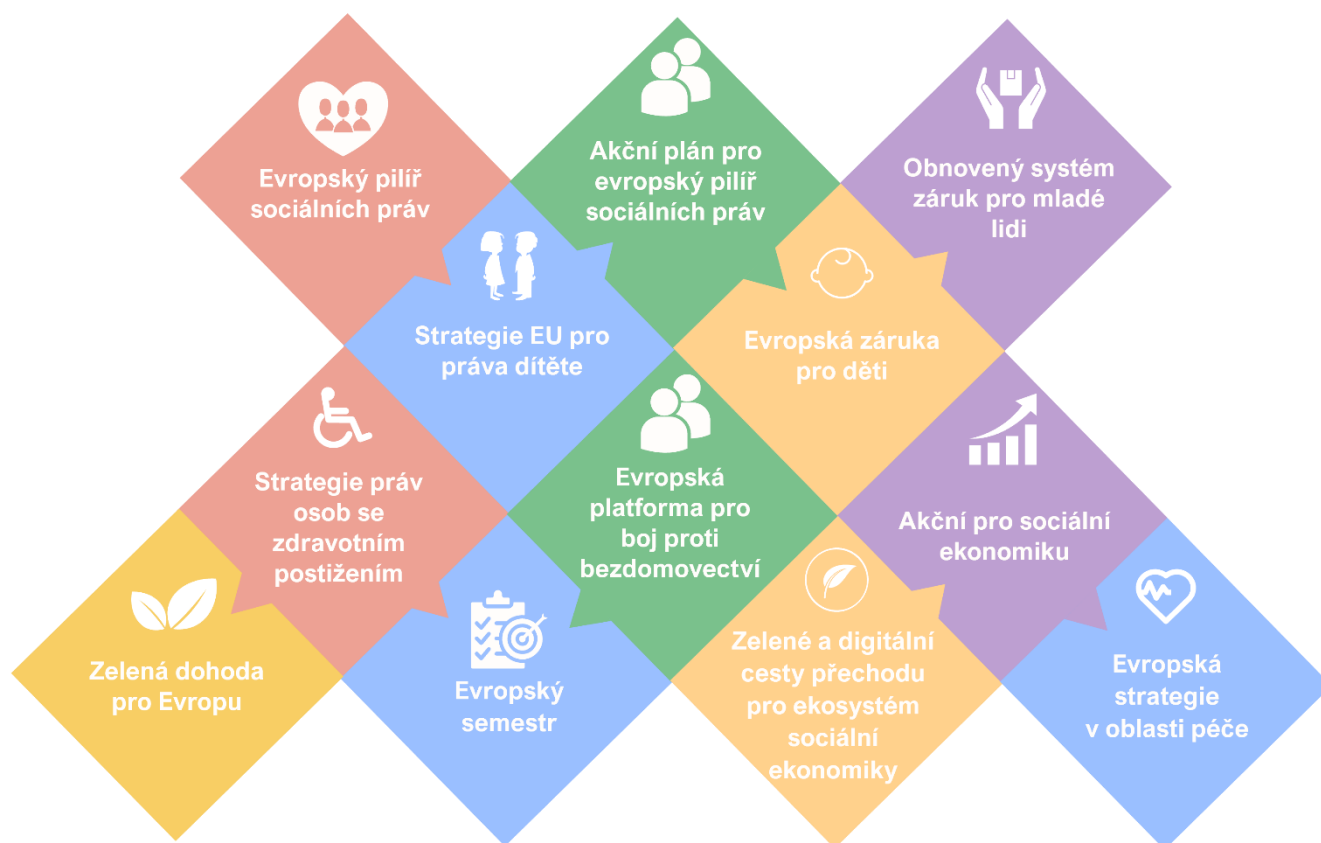 Evropský pilíř
sociálních práv
Akční plán pro
evropský pilíř
sociálních práv
Obnovený systém
záruk pro mladé
lidi
Strategie EU pro
práva dítěte
Evropská záruka
pro děti
Strategie práv
osob se
zdravotním
postižením
Evropská
platforma pro
boj proti
bezdomovectví
Akční pro sociální
ekonomiku
Zelená dohoda
pro Evropu
Evropský
semestr
Zelené a digitální
cesty přechodu
pro ekosystém
sociální
ekonomiky
Evropská
strategie
v oblasti péče